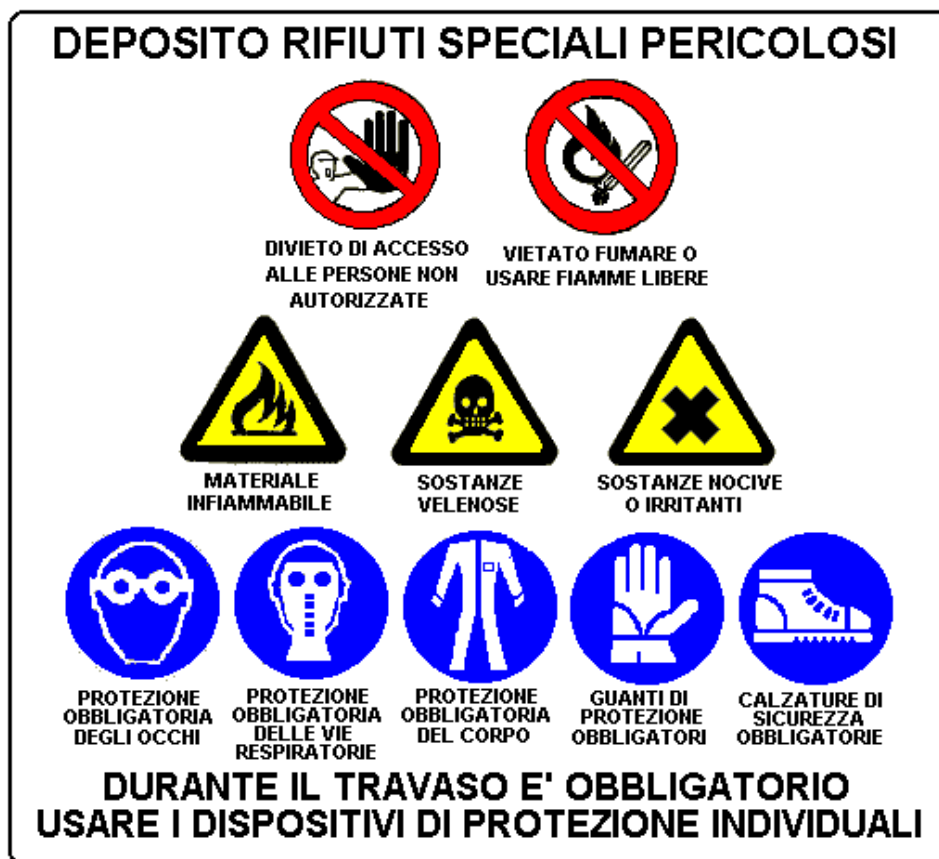 DEPOSITO RIFIUTI SPECIALI PERICOLOSI
DIVIETO DI ACCESSO
ALLE PERSONE NON
AUTORIZZATE
VIETATO FUMARE O
USARE FIAMME LIBERE
MATERIALE
INFIAMMABILE
SOSTANZE
VELENOSE
SOSTANZE NOCIVE
O IRRITANTI
PROTEZIONE
OBBLIGATORIA
DEGLI OCCHI
PROTEZIONE
OBBLIGATORIA
DELLE VIE
RESPIRATORIE
PROTEZIONE
OBBLIGATORIA
DEL CORPO
GUANTI DI
PROTEZIONE
OBBLIGATORI
CALZATURE DI
SICUREZZA
OBBLIGATORIE
DURANTE IL TRAVASO E' OBBLIGATORIO
USARE I DISPOSITIVI DI PROTEZIONE INDIVIDUALI